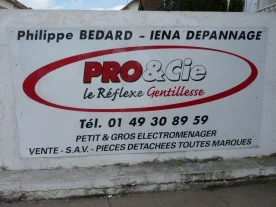 Philippe BEDARD - IENA DEPANNAGE
PRO&Cie
le Réflexe Gentillesse
Tél. 01 49 30 89 59
PETIT & GROS ELECTROMENAGER
VENTE - S.A.V. - PIECES DETACHEES TOUTES MARQUES